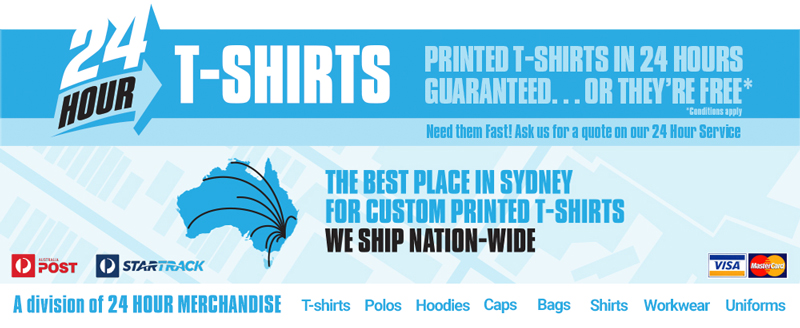 24
HOUR
T-SHIRTS
PRINTED T-SHIRTS IN 24 HOURS
GUARANTEED...OR THEY'RE FREE*
*Conditions apply
Need them Fast! Ask us for a quote on our 24 Hour Service
THE BEST PLACE IN SYDNEY
FOR CUSTOM PRINTED T-SHIRTS
WE SHIP NATION-WIDE
AUSTRALIA
POST
STARTRACK
VISA
MasterCard
A division of 24 HOUR MERCHANDISE
T-shirts Polos Hoodies Caps Bags Shirts Workwear Uniforms